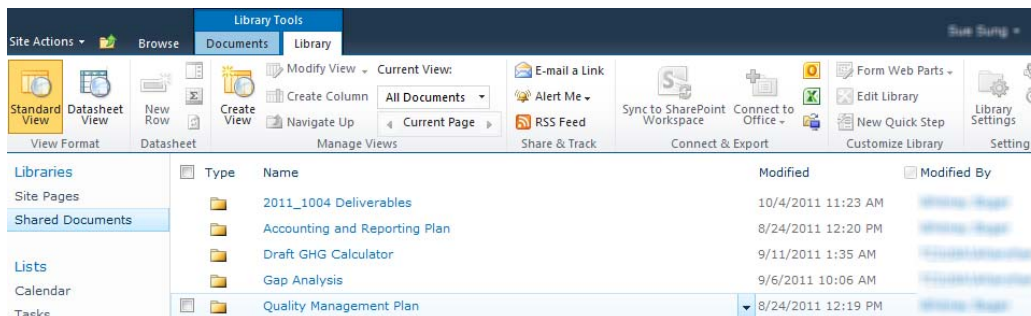 Library Tools
Site Actions Browse Documents Library
Standard View Datasheet View New Row Create View Modify View Create Column Navigate Up Current View: All Documents Current Page E-mail a Link Alert Me RSS Feed Sync to SharePoint Workspace Connect to Office Form Web Parts Edit Library New Quick Step Library Settings
View Format Datasheet Manage Views Share & Track Connect & Export Customize Library Setting
Libraries Type Name Modified Modified By
Site Pages 2011_1004 Deliverables 10/4/2011 11:23 AM
Shared Documents Accounting and Reporting Plan 8/24/2011 12:20 PM
Draft GHG Calculator 9/11/2011 1:35 AM
Lists Gap Analysis 9/6/2011 10:06 AM
Calendar
Tasks Quality Management Plan 8/24/2011 12:19 PM